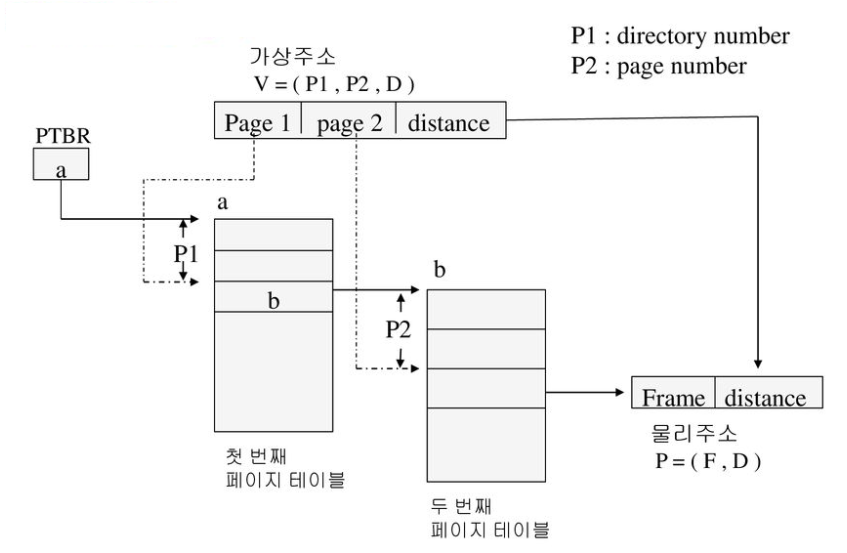 P1 : directory number
P2 : page number
가상주소
V = ( P1 , P2 , D )
Page 1 page 2 distance
PTBR
a
a
P1
b
b
P2
Frame distance
물리주소
P = ( F , D )
첫 번째
페이지 테이블
두 번째
페이지 테이블